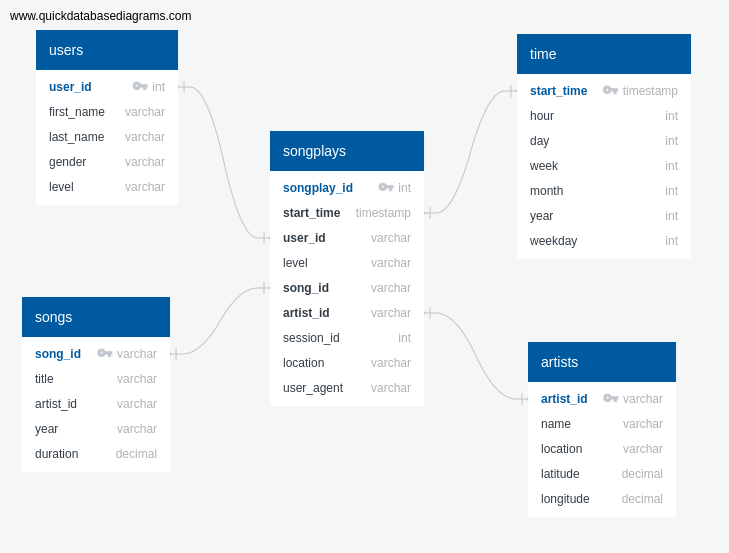 www.quickdatabasediagrams.com
users
user_id int
first_name varchar
last_name varchar
gender varchar
level varchar
time
start_time timestamp
hour int
day int
week int
month int
year int
weekday int
songplays
songplay_id int
start_time timestamp
user_id varchar
level varchar
song_id varchar
artist_id varchar
session_id int
location varchar
user_agent varchar
songs
song_id varchar
title varchar
artist_id varchar
year varchar
duration decimal
artists
artist_id varchar
name varchar
location varchar
latitude decimal
longitude decimal